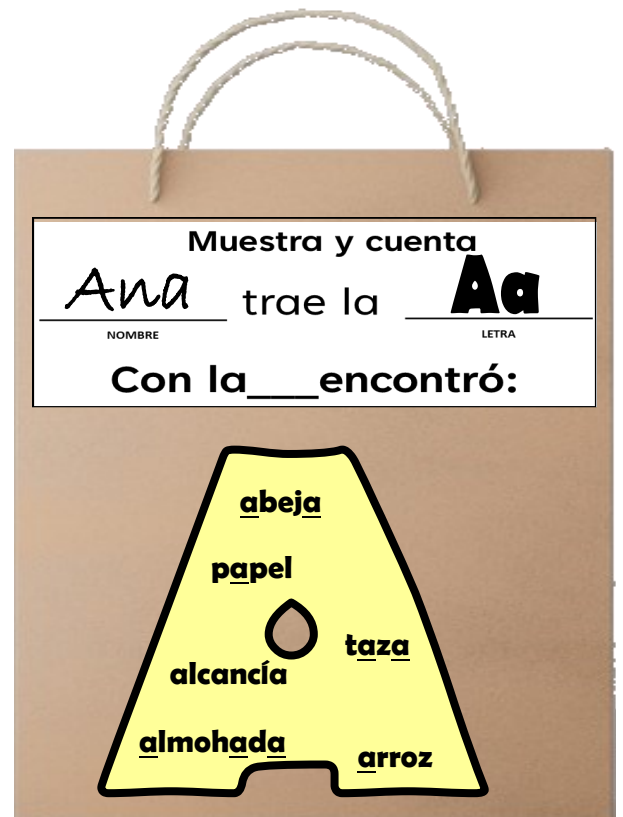 Muestra y cuenta
Ana trae la Aa
NOMBRE LETRA
Con la___encontró:
abeja
papel
taza
alcancía
almohada
arroz